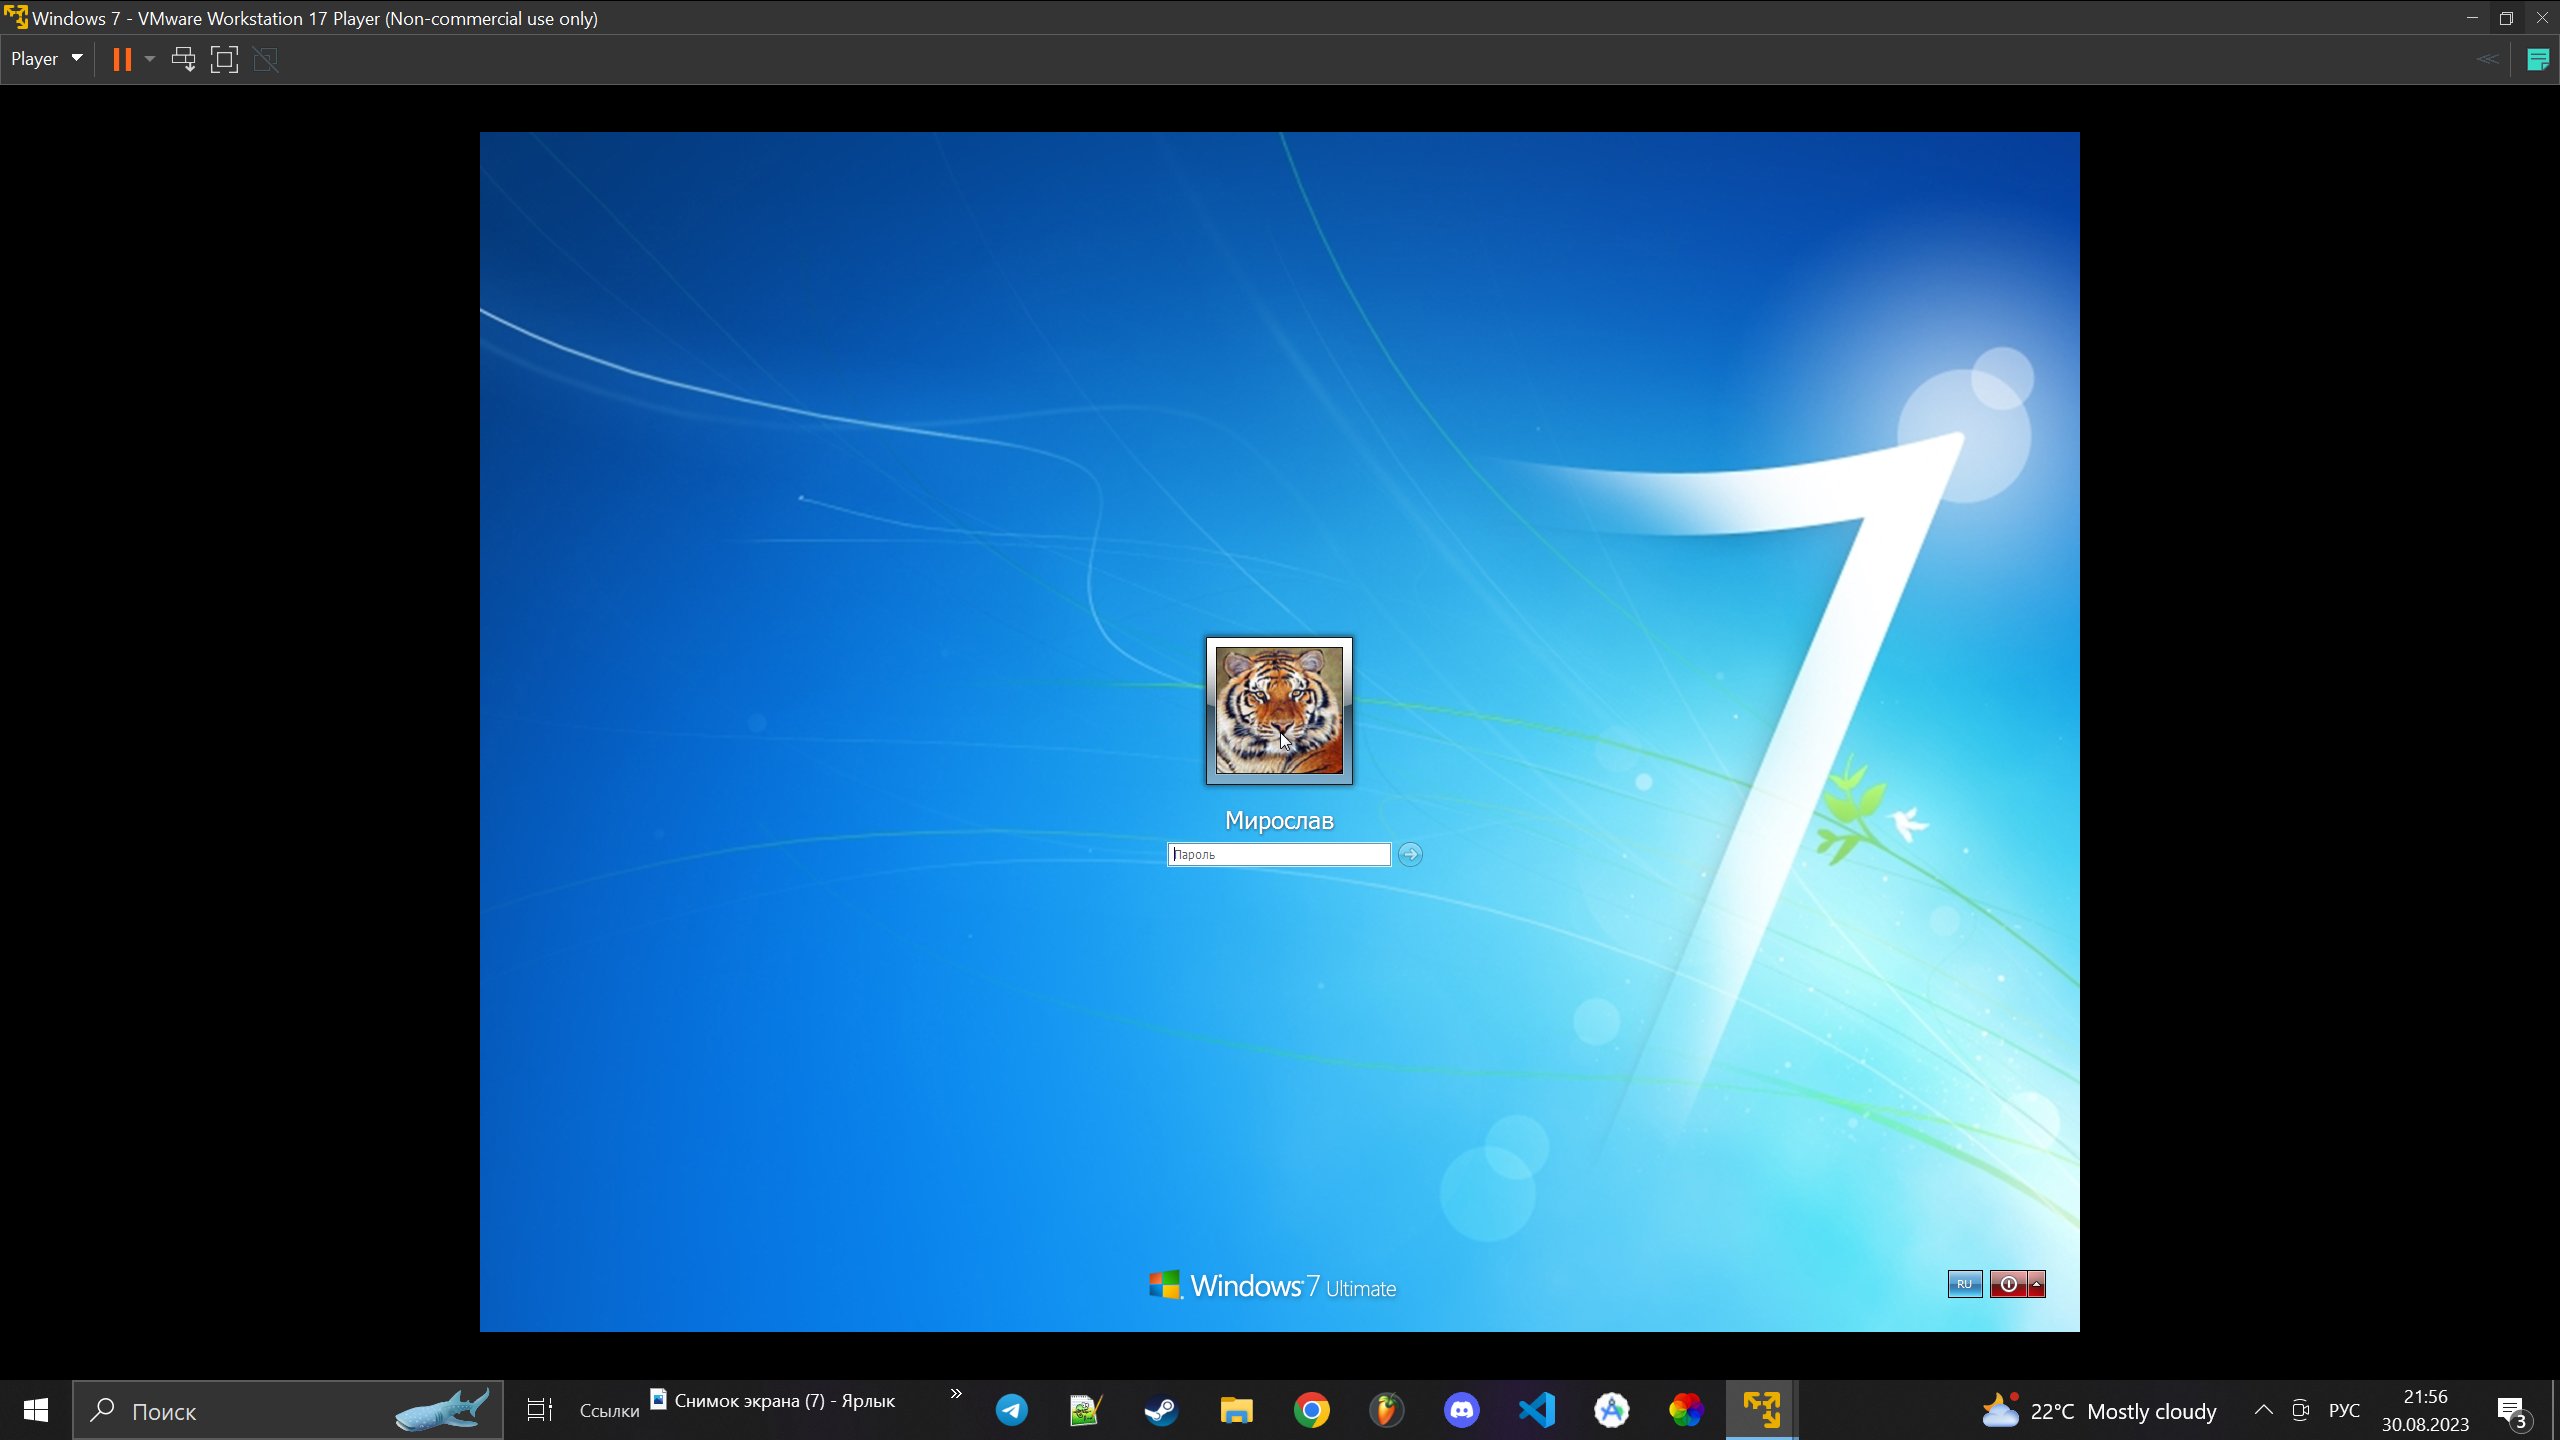 Windows 7 - VMware Workstation 17 Player (Non-commercial use only)
Player
Мирослав
Пароль
Windows 7 Ultimate
RU
Поиск
Ссылки
Снимок экрана (7) - Ярлык
22°C Mostly cloudy
РУС
21:56
30.08.2023
3